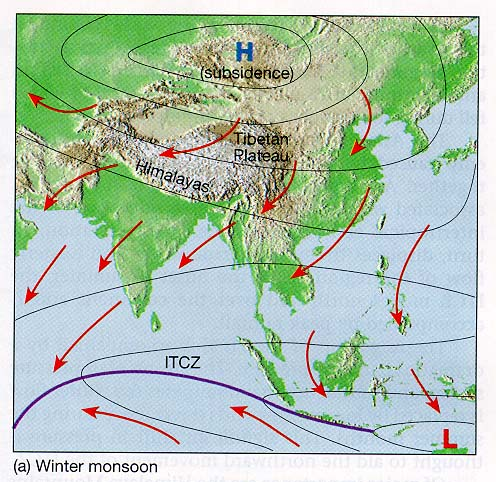 H
(subsidence)
Tibetan
Plateau
Himalayas
ITCZ
L
(a) Winter monsoon